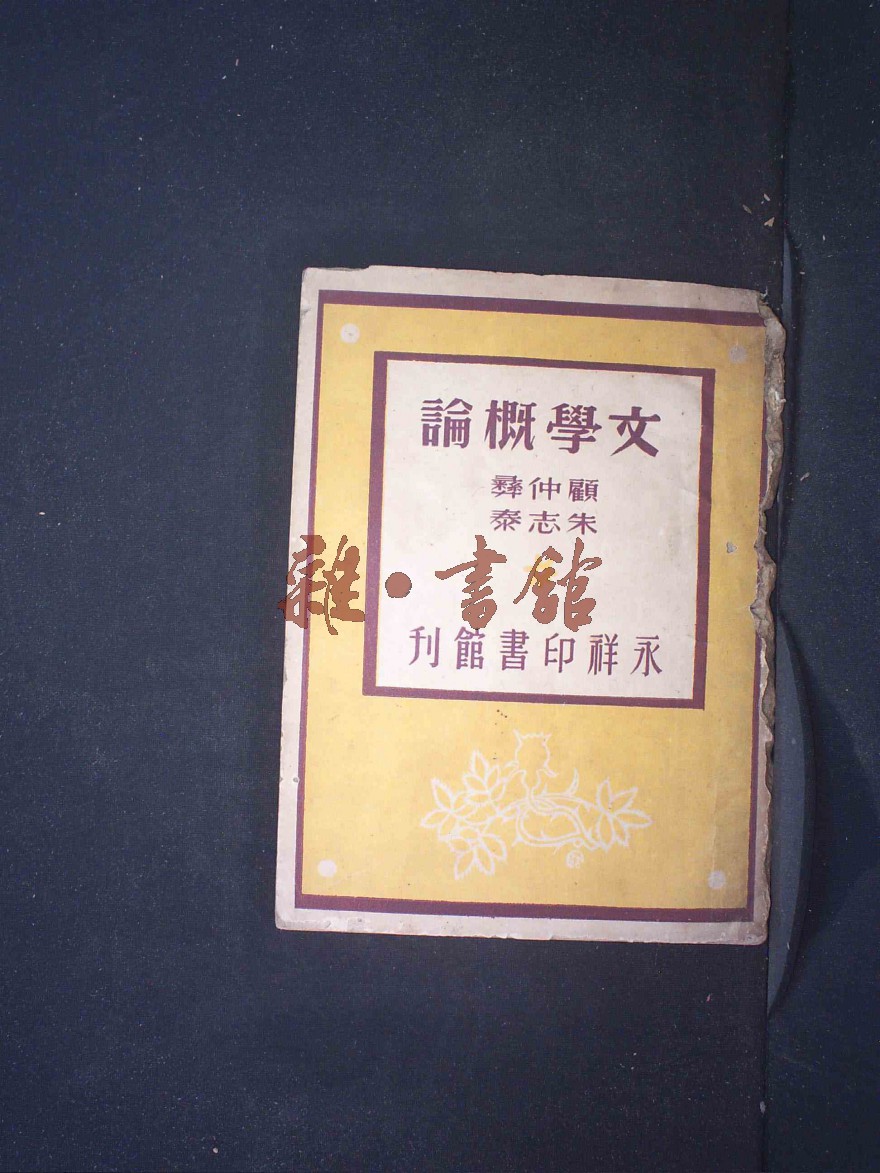 文學概論
顧仲彝
朱志泰
雜·書館
永祥印書館刊